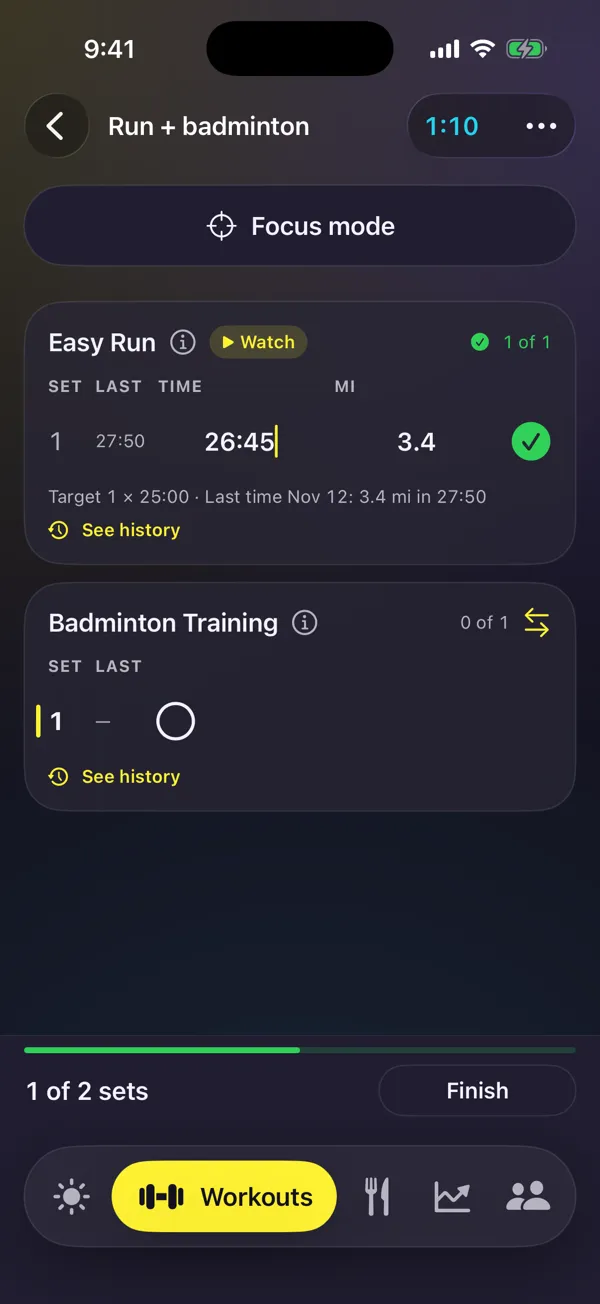 9:41
Run + badminton
1:10
Focus mode
Easy Run
Watch
1 of 1
SET LAST TIME MI
1 27:50 26:45 3.4
Target 1 × 25:00 · Last time Nov 12: 3.4 mi in 27:50
See history
Badminton Training
0 of 1
SET LAST
1 –
See history
1 of 2 sets
Finish
Workouts